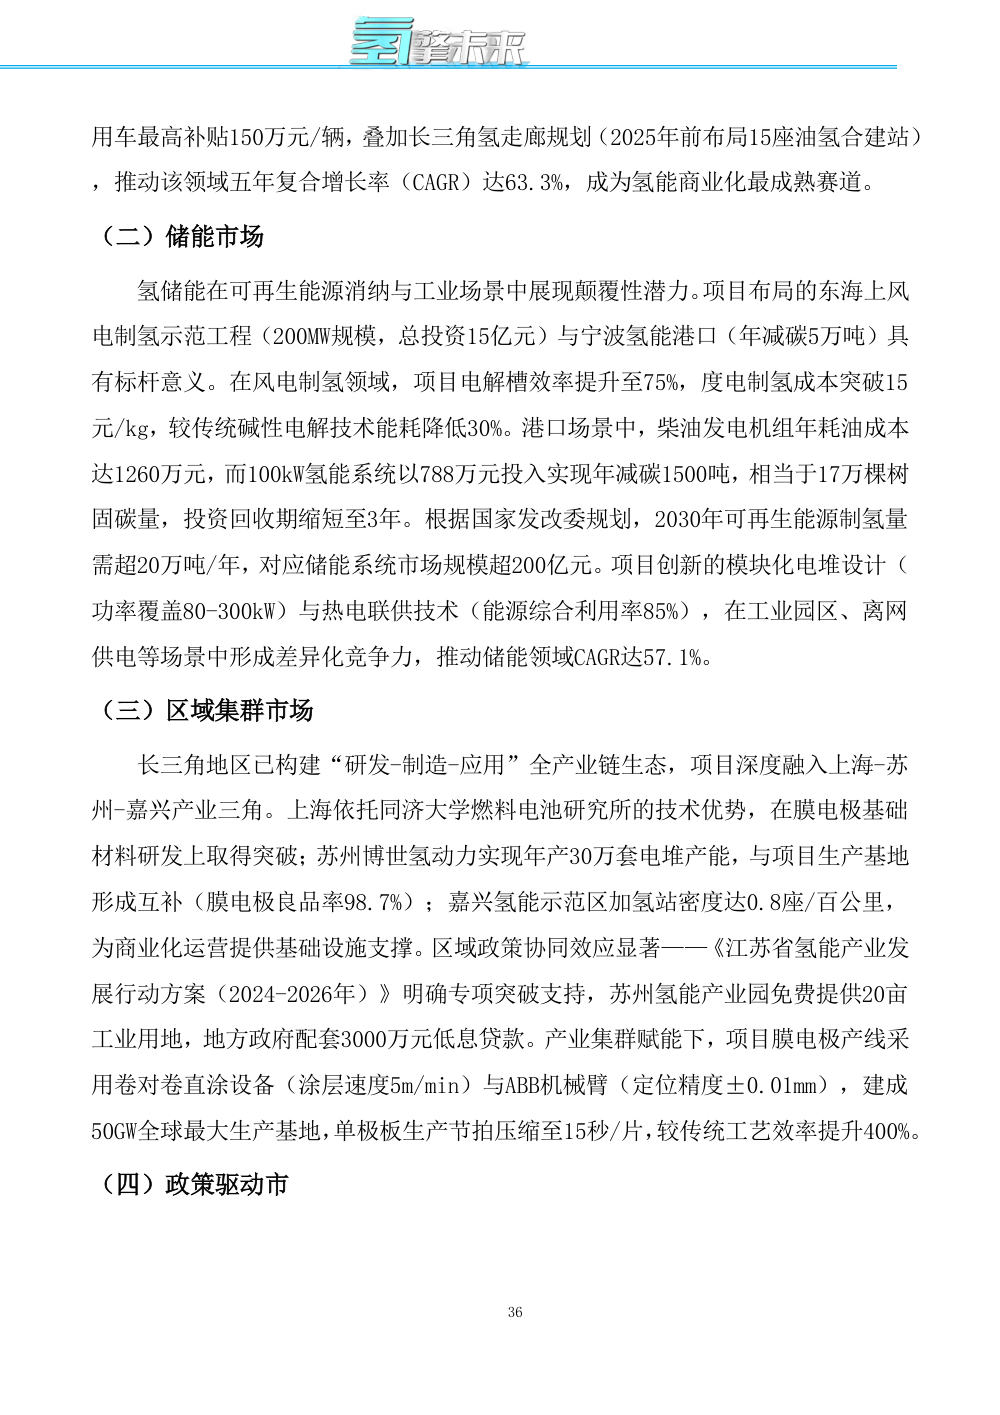 氢擎未来
用车最高补贴150万元/辆，叠加长三角氢走廊规划（2025年前布局15座油氢合建站）
，推动该领域五年复合增长率（CAGR）达63.3%，成为氢能商业化最成熟赛道。
（二）储能市场
氢储能在可再生能源消纳与工业场景中展现颠覆性潜力。项目布局的东海上风
电制氢示范工程（200MW规模，总投资15亿元）与宁波氢能港口（年减碳5万吨）具
有标杆意义。在风电制氢领域，项目电解槽效率提升至75%，度电制氢成本突破15
元/kg，较传统碱性电解技术能耗降低30%。港口场景中，柴油发电机组年耗油成本
达1260万元，而100kW氢能系统以788万元投入实现年减碳1500吨，相当于17万棵树
固碳量，投资回收期缩短至3年。根据国家发改委规划，2030年可再生能源制氢量
需超20万吨/年，对应储能系统市场规模超200亿元。项目创新的模块化电堆设计（
功率覆盖80-300kW）与热电联供技术（能源综合利用率85%），在工业园区、离网
供电等场景中形成差异化竞争力，推动储能领域CAGR达57.1%。
（三）区域集群市场
长三角地区已构建“研发-制造-应用”全产业链生态，项目深度融入上海-苏
州-嘉兴产业三角。上海依托同济大学燃料电池研究所的技术优势，在膜电极基础
材料研发上取得突破；苏州博世氢动力实现年产30万套电堆产能，与项目生产基地
形成互补（膜电极良品率98.7%）；嘉兴氢能示范区加氢站密度达0.8座/百公里，
为商业化运营提供基础设施支撑。区域政策协同效应显著——《江苏省氢能产业发
展行动方案（2024-2026年）》明确专项突破支持，苏州氢能产业园免费提供20亩
工业用地，地方政府配套3000万元低息贷款。产业集群赋能下，项目膜电极产线采
用卷对卷直涂设备（涂层速度5m/min）与ABB机械臂（定位精度±0.01mm），建成
50GW全球最大生产基地，单极板生产节拍压缩至15秒/片，较传统工艺效率提升400%。
（四）政策驱动市
36